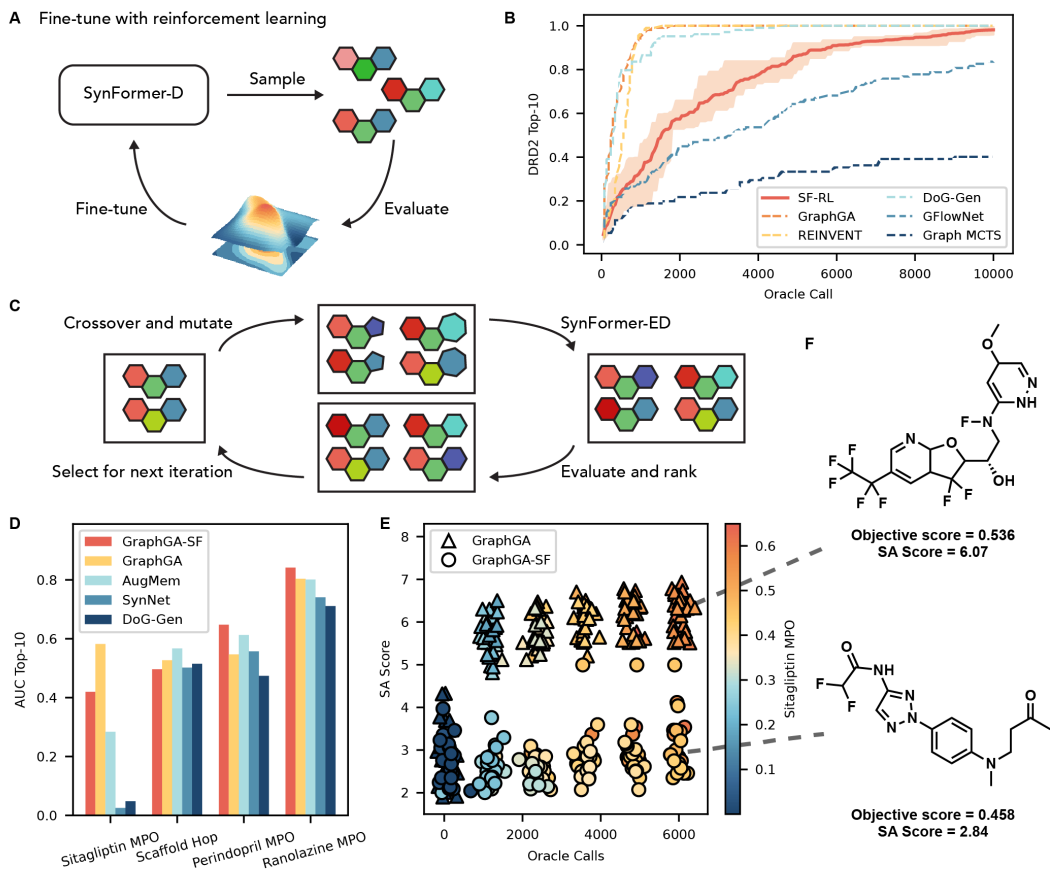 A
Fine-tune with reinforcement learning
SynFormer-D
Sample
Evaluate
Fine-tune
B
DRD2 Top-10
1.0
0.8
0.6
0.4
0.2
0.0
SF-RL
GraphGA
REINVENT
DoG-Gen
GFlowNet
Graph MCTS
0
2000
4000
6000
8000
10000
Oracle Call
C
Crossover and mutate
SynFormer-ED
Select for next iteration
Evaluate and rank
D
AUC Top-10
0.8
0.6
0.4
0.2
0.0
GraphGA-SF
GraphGA
AugMem
SynNet
DoG-Gen
Sitagliptin MPO
Scaffold Hop
Perindopril MPO
Ranolazine MPO
E
SA Score
8
7
6
5
4
3
2
GraphGA
GraphGA-SF
0
2000
4000
6000
Oracle Calls
0.6
0.5
0.4
0.3
0.2
0.1
Sitagliptin MPO
F
O
N
NH
F
N
N
O
F
F
F
F
F
F
F
OH
Objective score = 0.536
SA Score = 6.07
O
NH
F
F
N
N
N
O
N
Objective score = 0.458
SA Score = 2.84